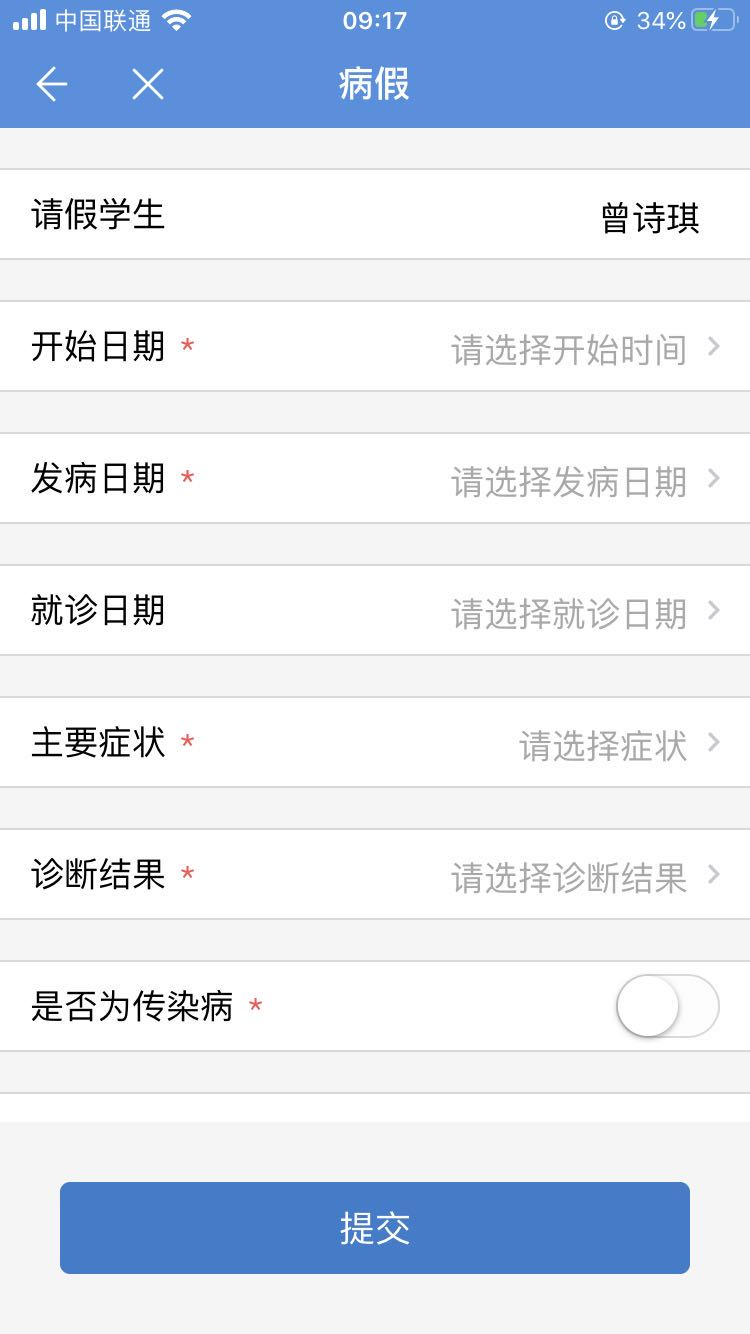 中国联通 09:17 34%
病假
请假学生 曾诗琪
开始日期 * 请选择开始时间
发病日期 * 请选择发病日期
就诊日期 请选择就诊日期
主要症状 * 请选择症状
诊断结果 * 请选择诊断结果
是否为传染病 *
提交